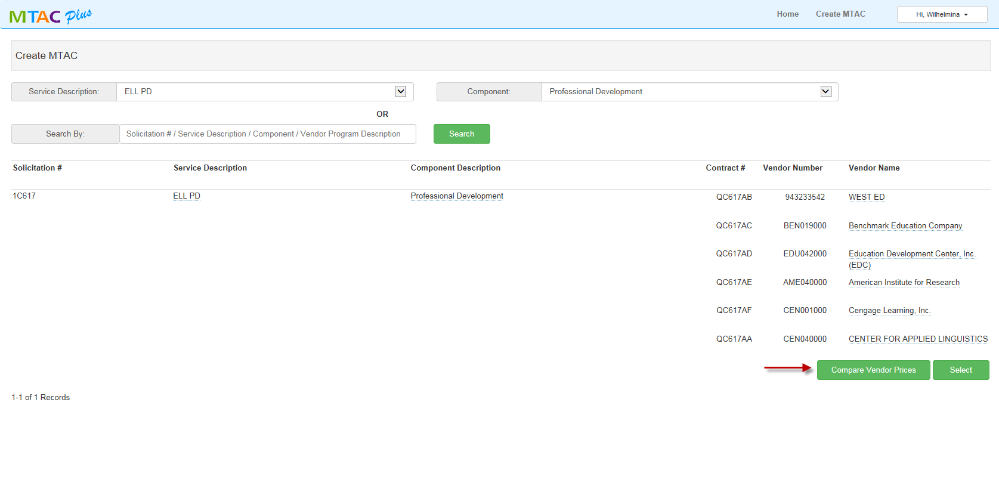 MTAC Plus
Home Create MTAC Hi, Wilhelmina
Create MTAC
Service Description: ELL PD Component: Professional Development
OR
Search By: Solicitation # / Service Description / Component / Vendor Program Description Search
Solicitation # Service Description Component Description Contract # Vendor Number Vendor Name
1C617 ELL PD Professional Development QC617AB 943233542 WEST ED
QC617AC BEN019000 Benchmark Education Company
QC617AD EDU042000 Education Development Center, Inc.
(EDC)
QC617AE AME040000 American Institute for Research
QC617AF CEN001000 Cengage Learning, Inc.
QC617AA CEN040000 CENTER FOR APPLIED LINGUISTICS
Compare Vendor Prices Select
1-1 of 1 Records